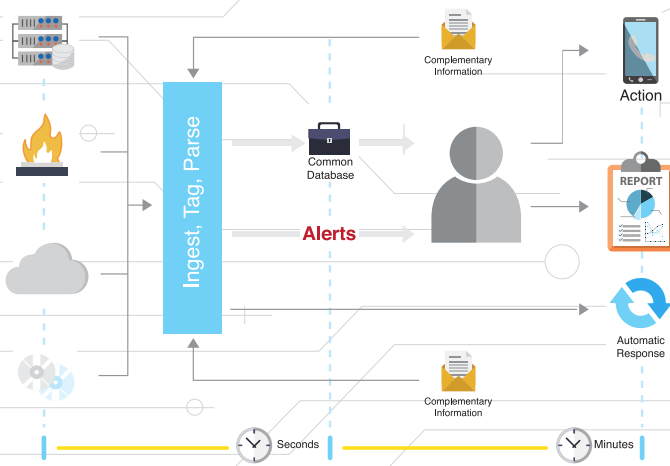 Complementary
Information
Action
Ingest, Tag, Parse
Common
Database
REPORT
Alerts
Automatic
Response
Complementary
Information
Seconds
Minutes